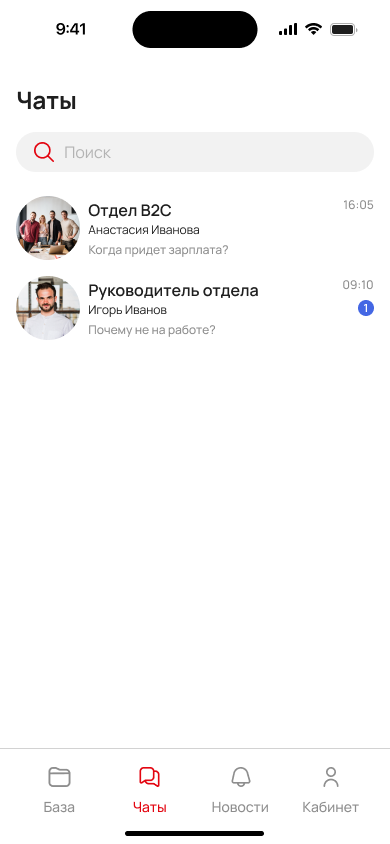 9:41
Чаты
Поиск
Отдел B2C
16:05
Анастасия Иванова
Когда придет зарплата?
Руководитель отдела
09:10
Игорь Иванов
1
Почему не на работе?
База
Чаты
Новости
Кабинет